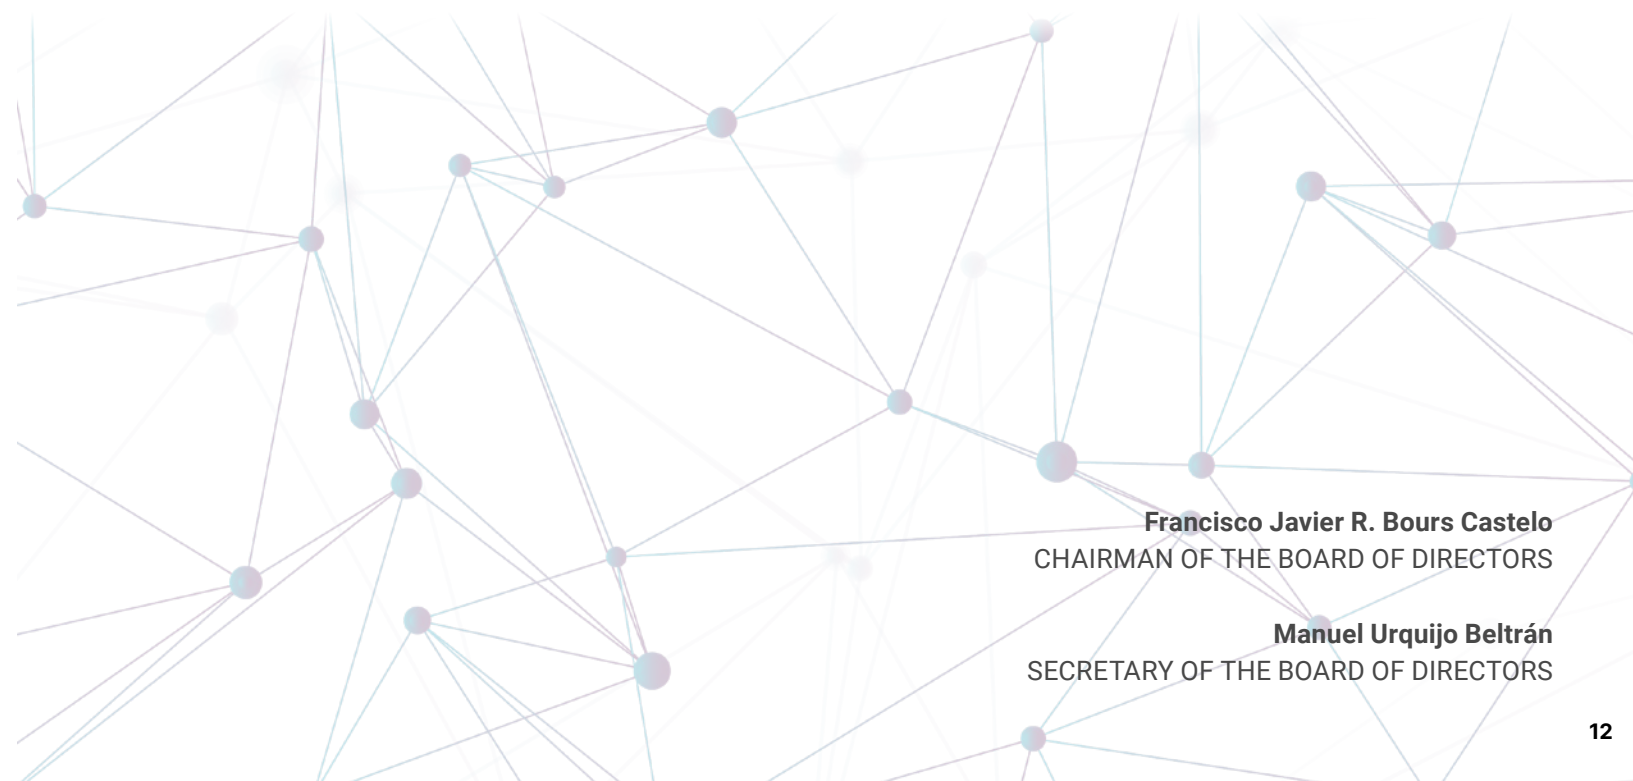 Francisco Javier R. Bours Castelo
CHAIRMAN OF THE BOARD OF DIRECTORS
Manuel Urquijo Beltrán
SECRETARY OF THE BOARD OF DIRECTORS
12